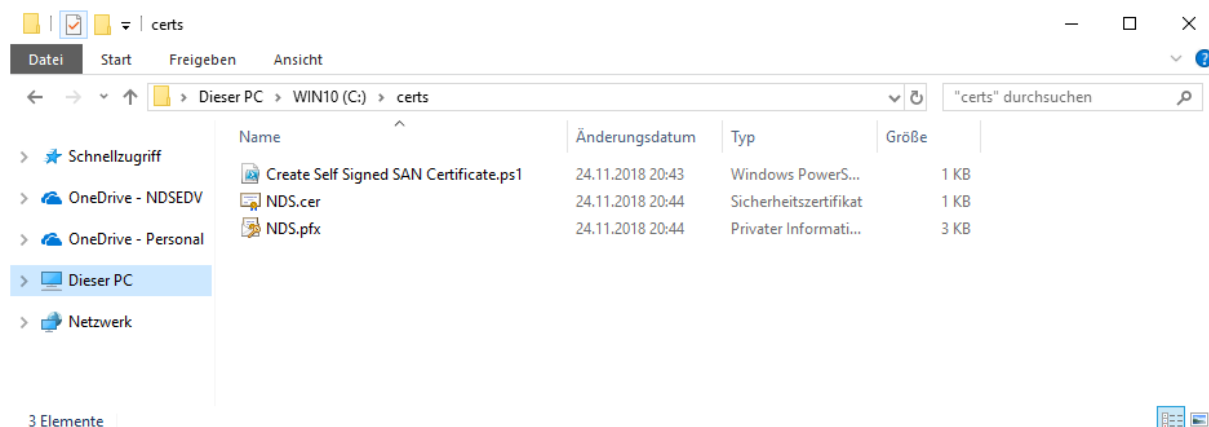 certs
Datei Start Freigeben Ansicht
Dieser PC > WIN10 (C:) > certs "certs" durchsuchen
Name Änderungsdatum Typ Größe
Schnellzugriff
Create Self Signed SAN Certificate.ps1 24.11.2018 20:43 Windows PowerS... 1 KB
OneDrive - NDSEDV
NDS.cer 24.11.2018 20:44 Sicherheitszertifikat 1 KB
NDS.pfx 24.11.2018 20:44 Privater Informati... 3 KB
OneDrive - Personal
Dieser PC
Netzwerk
3 Elemente